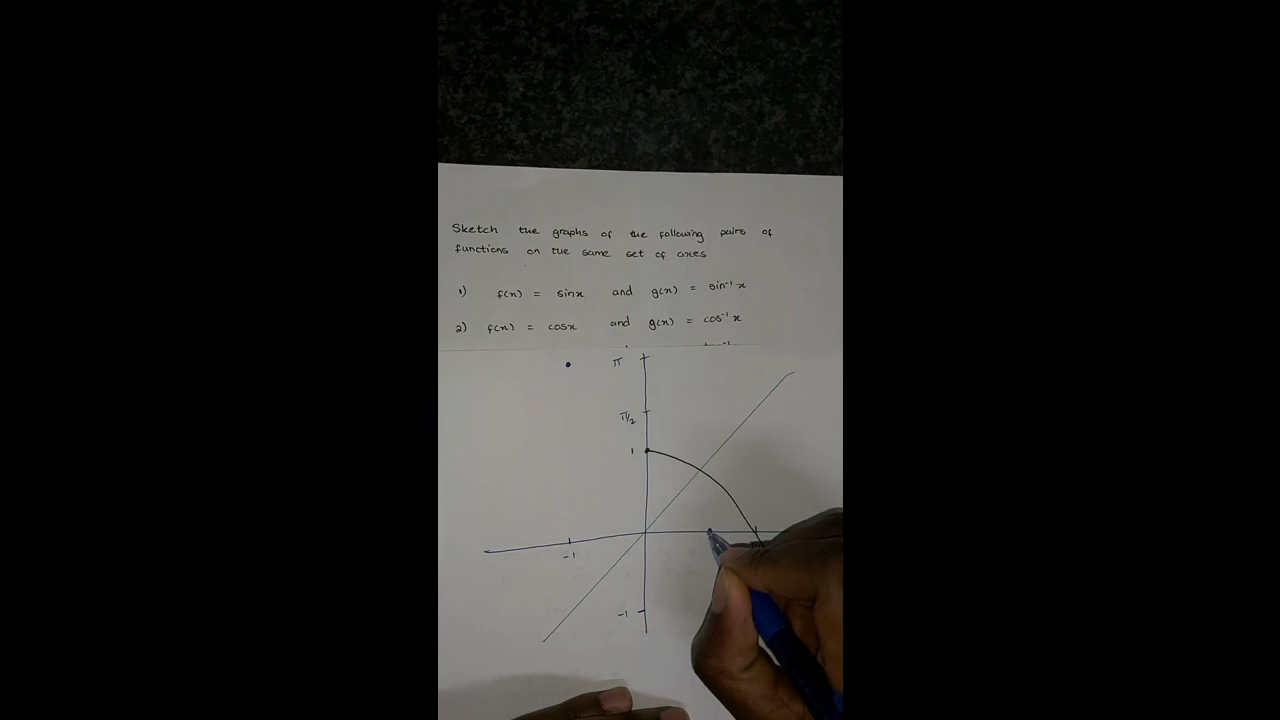 Sketch the graphs of the following pairs of
functions on the same set of axes
1) f(x) = sinx and g(x) = sin⁻¹x
2) f(x) = cosx and g(x) = cos⁻¹x
π
π/2
1
-1
-1